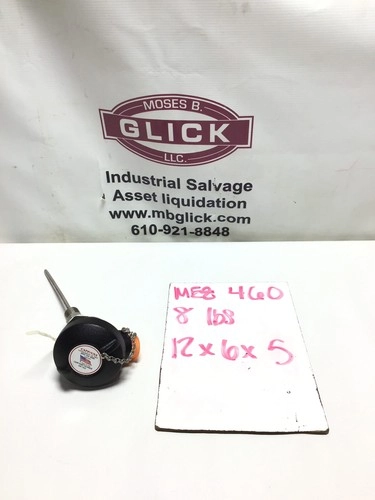 MOSES B.
GLICK
LLC.
Industrial Salvage
Asset liquidation
www.mbglick.com
610-921-8848
MEB 460
8 lbs
12 x 6 x 5